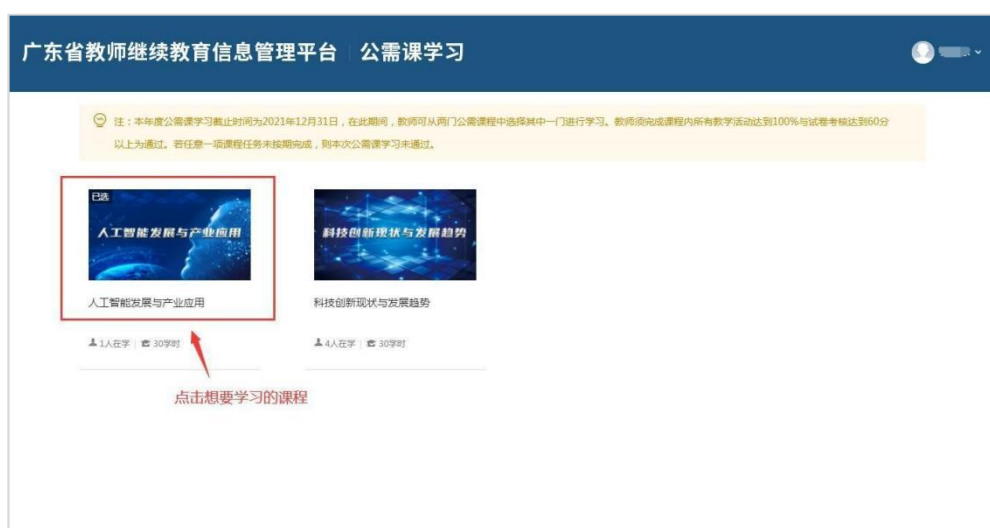 广东省教师继续教育信息管理平台 公需课学习
注：本年度公需课学习截止时间为2021年12月31日，在此期间，教师可从两门公需课程中选择其中一门进行学习。教师须完成课程内所有教学活动达到100%与试卷考核达到60分
以上为通过。若任意一项课程任务未按期完成，则本次公需课学习未通过。
已选
人工智能发展与产业应用
科技创新现状与发展趋势
人工智能发展与产业应用
科技创新现状与发展趋势
1人在学 30学时
4人在学 30学时
点击想要学习的课程